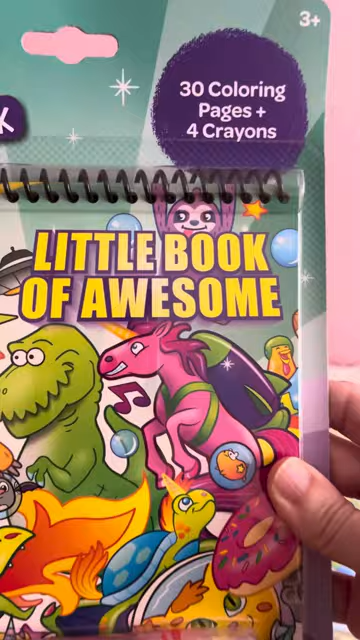 3+
30 Coloring
Pages +
4 Crayons
K
LITTLE BOOK
OF AWESOME